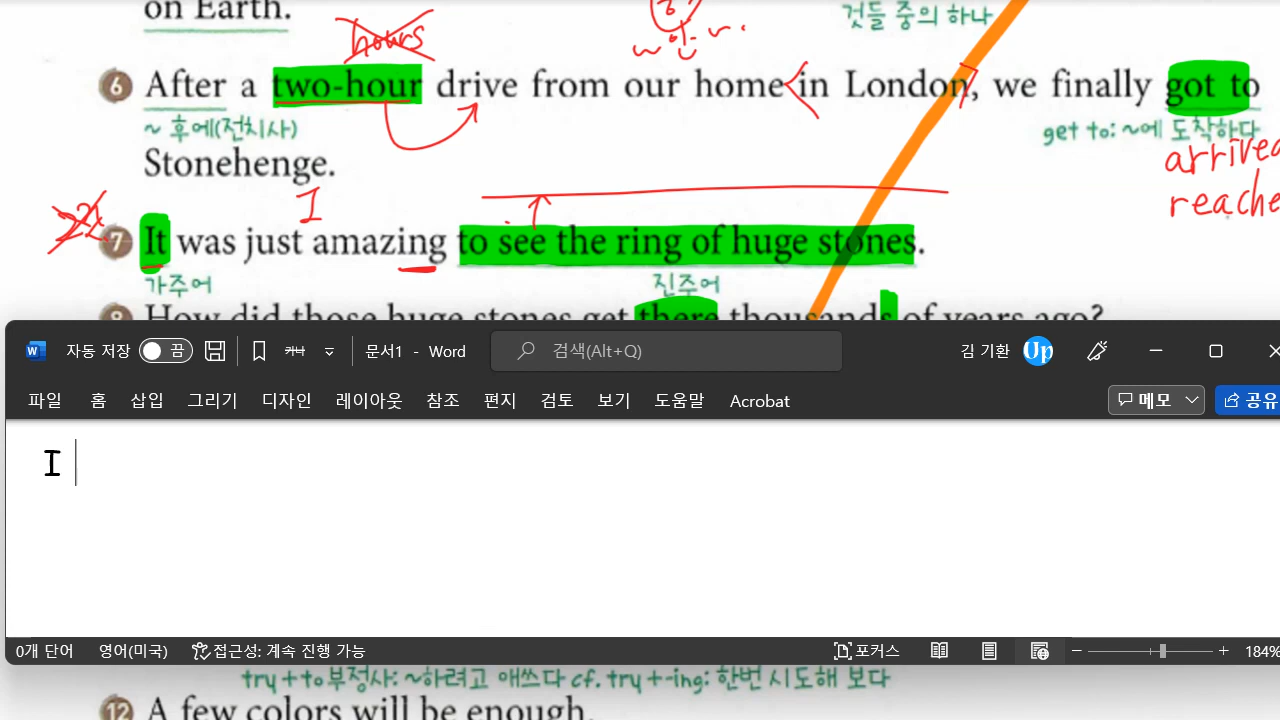 on Earth.
hours
~인~.
것들 중의 하나
6 After a two-hour drive from our home in London, we finally got to
~ 후에(전치사)
get to: ~에 도착하다
Stonehenge.
arrived
reache
I
7 It was just amazing to see the ring of huge stones.
가주어
진주어
8 How did those huge stones get there thousands of years ago?
자동 저장 끔 가나 문서1 - Word 검색(Alt+Q) 김 기환 Up
파일 홈 삽입 그리기 디자인 레이아웃 참조 편지 검토 보기 도움말 Acrobat 메모 공유
0개 단어 영어(미국) 접근성: 계속 진행 가능 포커스 184%
try+to부정사: ~하려고 애쓰다 cf. try+-ing: 한번 시도해 보다
12 A few colors will be enough.